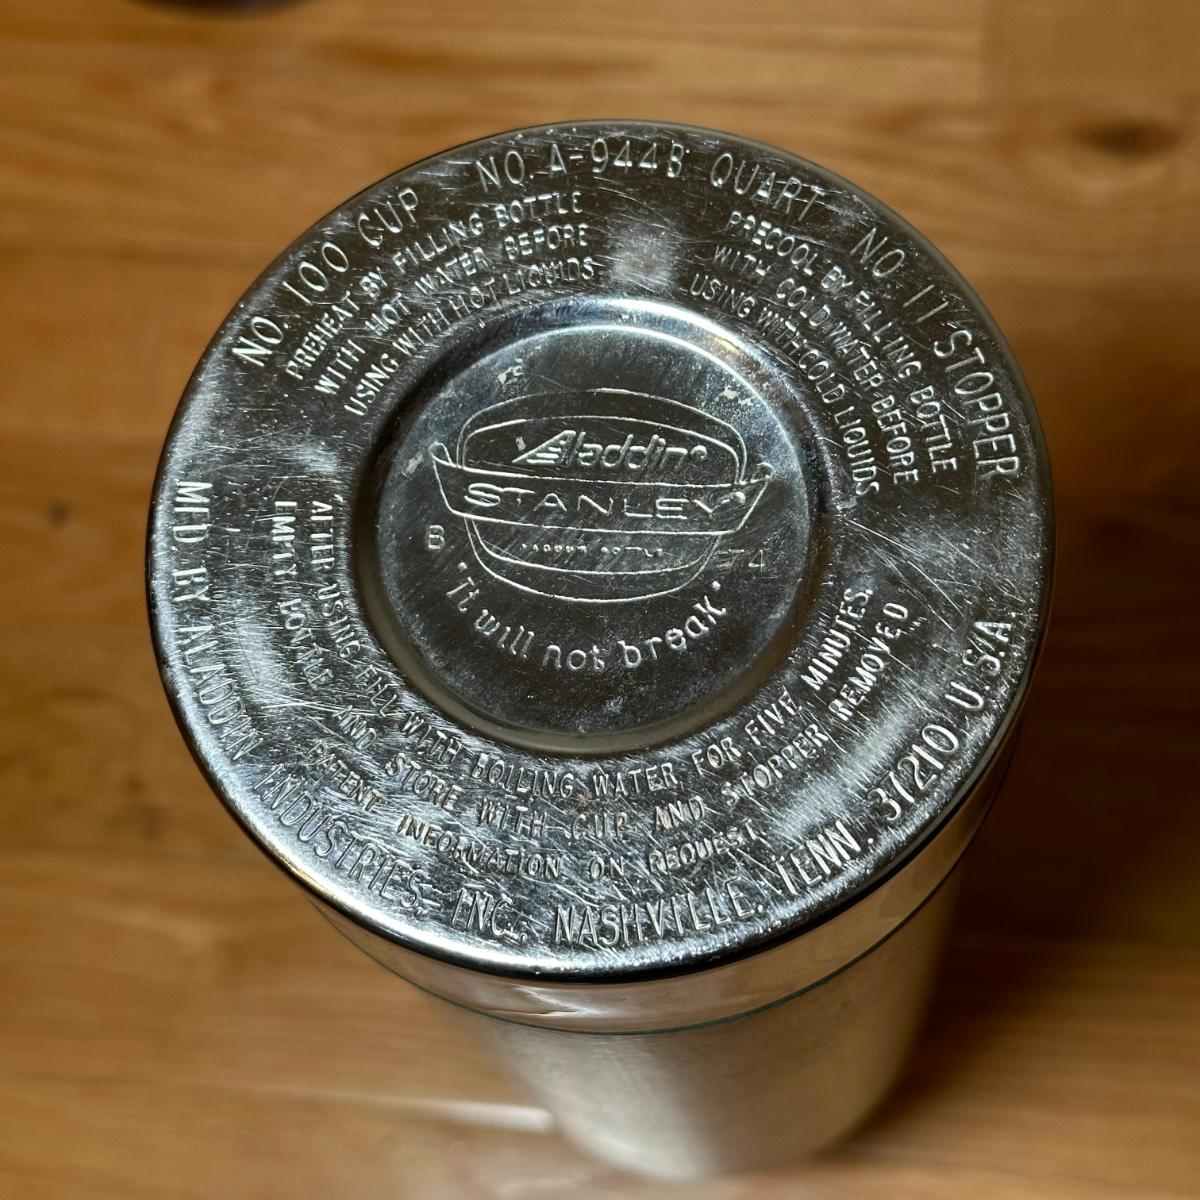 NO. 100 CUP NO. A-944B QUART NO. 11 STOPPER
PREHEAT BY FILLING BOTTLE
WITH HOT WATER BEFORE
USING WITH HOT LIQUIDS
PRECOOL BY FILLING BOTTLE
WITH COLD WATER BEFORE
USING WITH COLD LIQUIDS
Aladdin
STANLEY
VACUUM BOTTLE
B 74
"It will not break"
AFTER USING FILL WITH BOILING WATER FOR FIVE MINUTES.
EMPTY BOTTLE AND STORE WITH CUP AND STOPPER REMOVED
PATENT INFORMATION ON REQUEST
MFD. BY ALADDIN INDUSTRIES, INC., NASHVILLE, TENN. 37210 U.S.A.